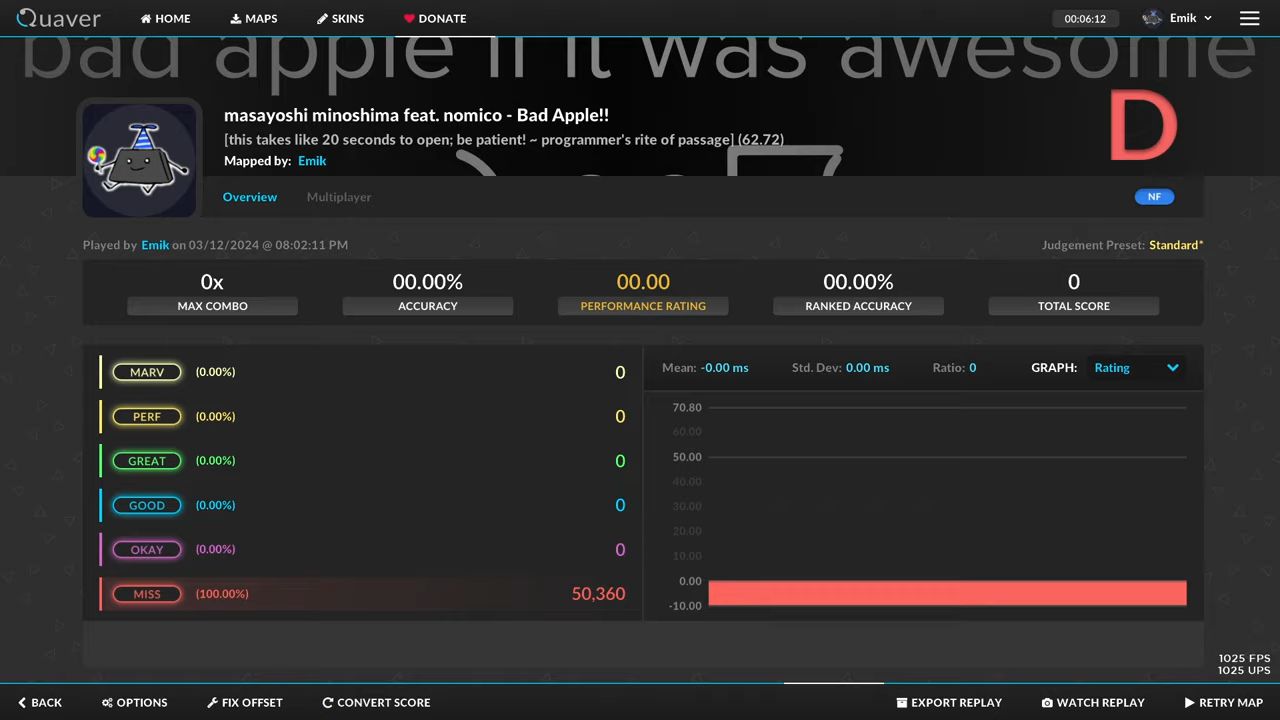 Quaver HOME MAPS SKINS DONATE 00:06:12 Emik
bad apple if it was awesome
masayoshi minoshima feat. nomico - Bad Apple!!
[this takes like 20 seconds to open; be patient! ~ programmer's rite of passage] (62.72)
Mapped by: Emik
D
Overview Multiplayer NF
Played by Emik on 03/12/2024 @ 08:02:11 PM Judgement Preset: Standard*
0x 00.00% 00.00 00.00% 0
MAX COMBO ACCURACY PERFORMANCE RATING RANKED ACCURACY TOTAL SCORE
MARV (0.00%) 0
PERF (0.00%) 0
GREAT (0.00%) 0
GOOD (0.00%) 0
OKAY (0.00%) 0
MISS (100.00%) 50,360
Mean: -0.00 ms Std. Dev: 0.00 ms Ratio: 0 GRAPH: Rating
70.80
60.00
50.00
40.00
30.00
20.00
10.00
0.00
-10.00
1025 FPS
1025 UPS
BACK OPTIONS FIX OFFSET CONVERT SCORE EXPORT REPLAY WATCH REPLAY RETRY MAP